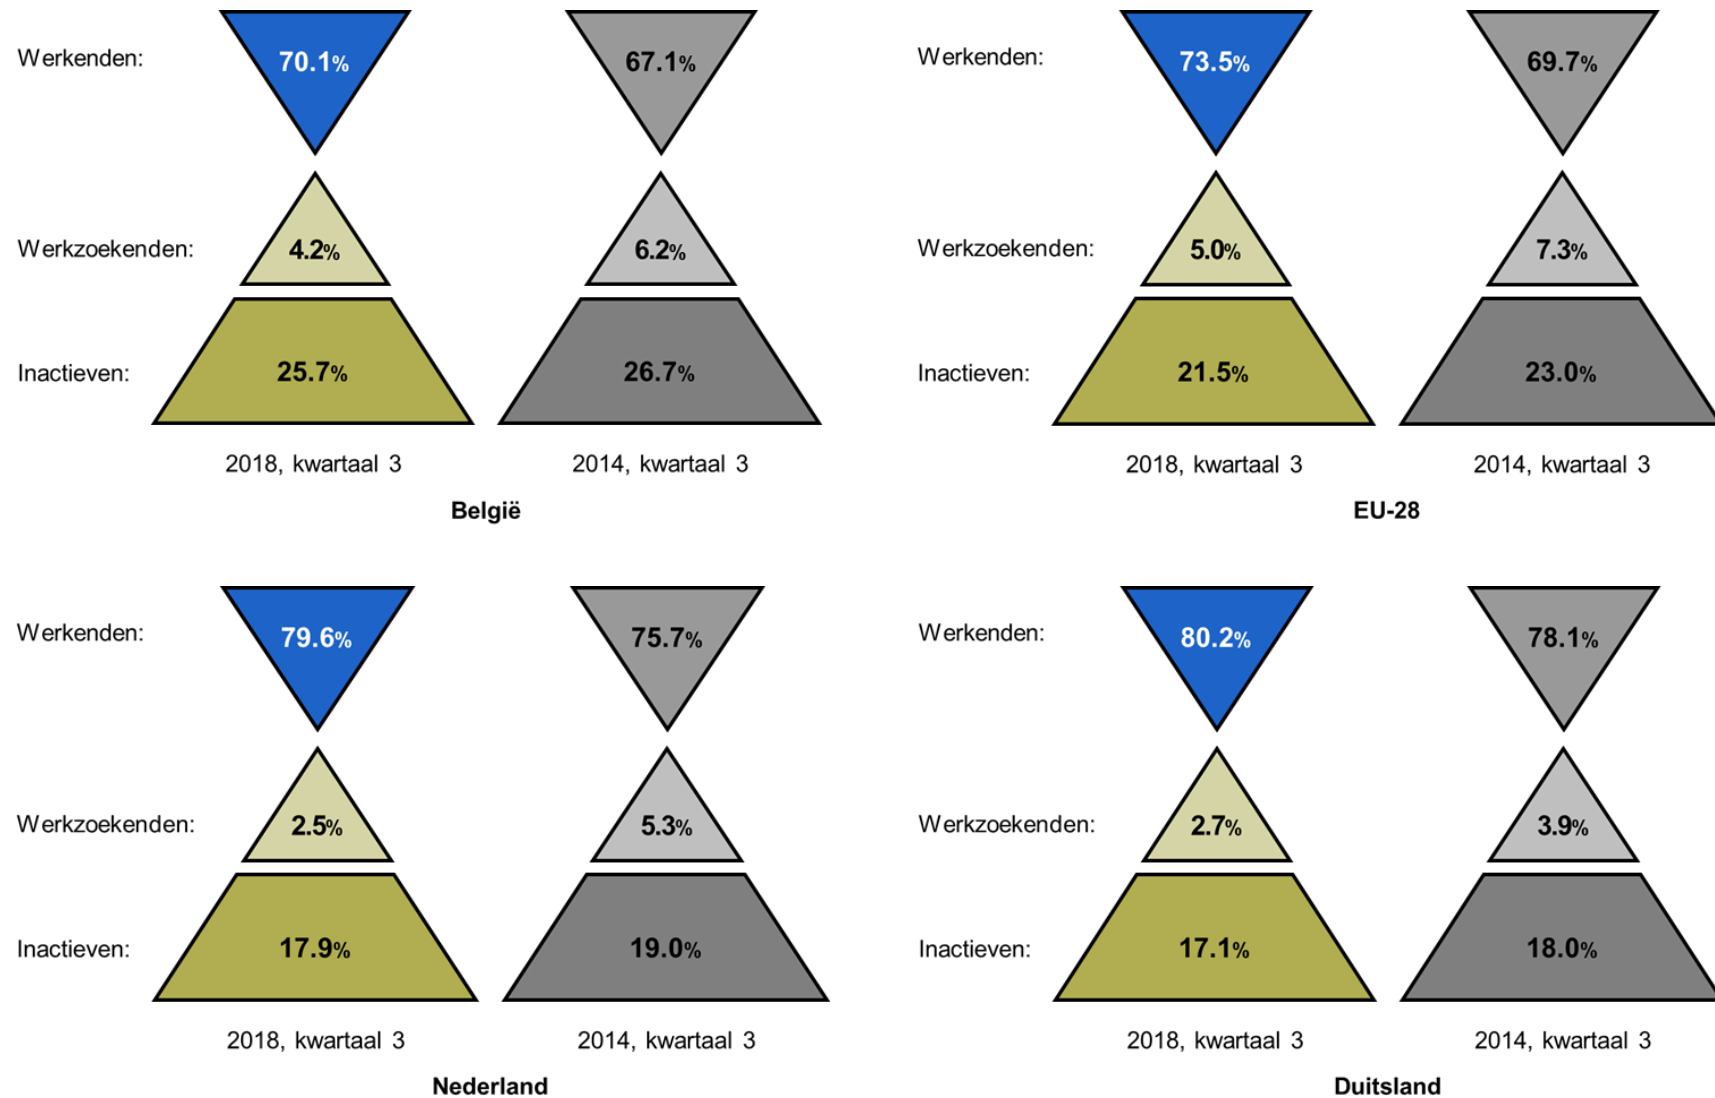 Werkenden: 70.1% 67.1%
Werkzoekenden: 4.2% 6.2%
Inactieven: 25.7% 26.7%
2018, kwartaal 3 2014, kwartaal 3
België
Werkenden: 73.5% 69.7%
Werkzoekenden: 5.0% 7.3%
Inactieven: 21.5% 23.0%
2018, kwartaal 3 2014, kwartaal 3
EU-28
Werkenden: 79.6% 75.7%
Werkzoekenden: 2.5% 5.3%
Inactieven: 17.9% 19.0%
2018, kwartaal 3 2014, kwartaal 3
Nederland
Werkenden: 80.2% 78.1%
Werkzoekenden: 2.7% 3.9%
Inactieven: 17.1% 18.0%
2018, kwartaal 3 2014, kwartaal 3
Duitsland